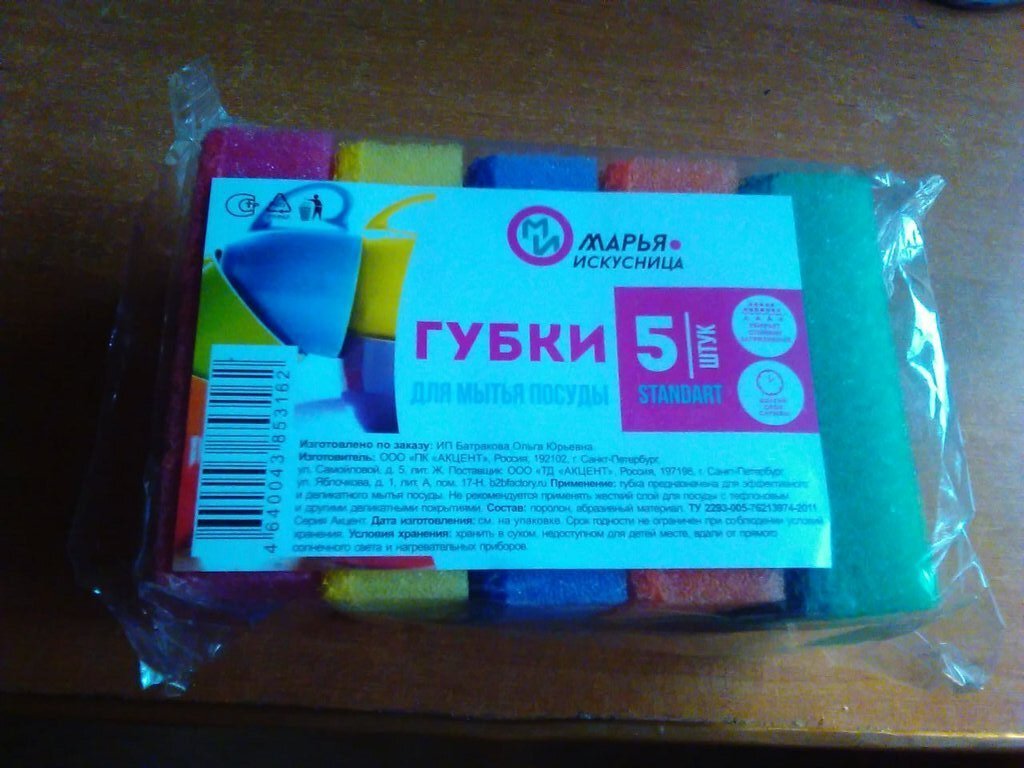 МИ
МАРЬЯ
ИСКУСНИЦА
ГУБКИ
ДЛЯ МЫТЬЯ ПОСУДЫ
5
ШТУК
STANDART
4 640043 853162
Изготовлено по заказу: ИП Батракова Ольга Юрьевна
Изготовитель: ООО «ПК «АКЦЕНТ», Россия, 192102, г. Санкт-Петербург,
ул. Самойловой, д. 5, лит. Ж. Поставщик: ООО «ТД «АКЦЕНТ», Россия, 197198, г. Санкт-Петербург,
ул. Яблочкова, д. 1, лит. А, пом. 17-Н. b2bfactory.ru Применение: губка предназначена для эффективного
и деликатного мытья посуды. Не рекомендуется применять жесткий слой для посуды с тефлоновым
и другими деликатными покрытиями. Состав: поролон, абразивный материал. ТУ 2293-005-76213974-2011
Серия Акцент. Дата изготовления: см. на упаковке. Срок годности не ограничен при соблюдении условий
хранения. Условия хранения: хранить в сухом, недоступном для детей месте, вдали от прямого
солнечного света и нагревательных приборов.